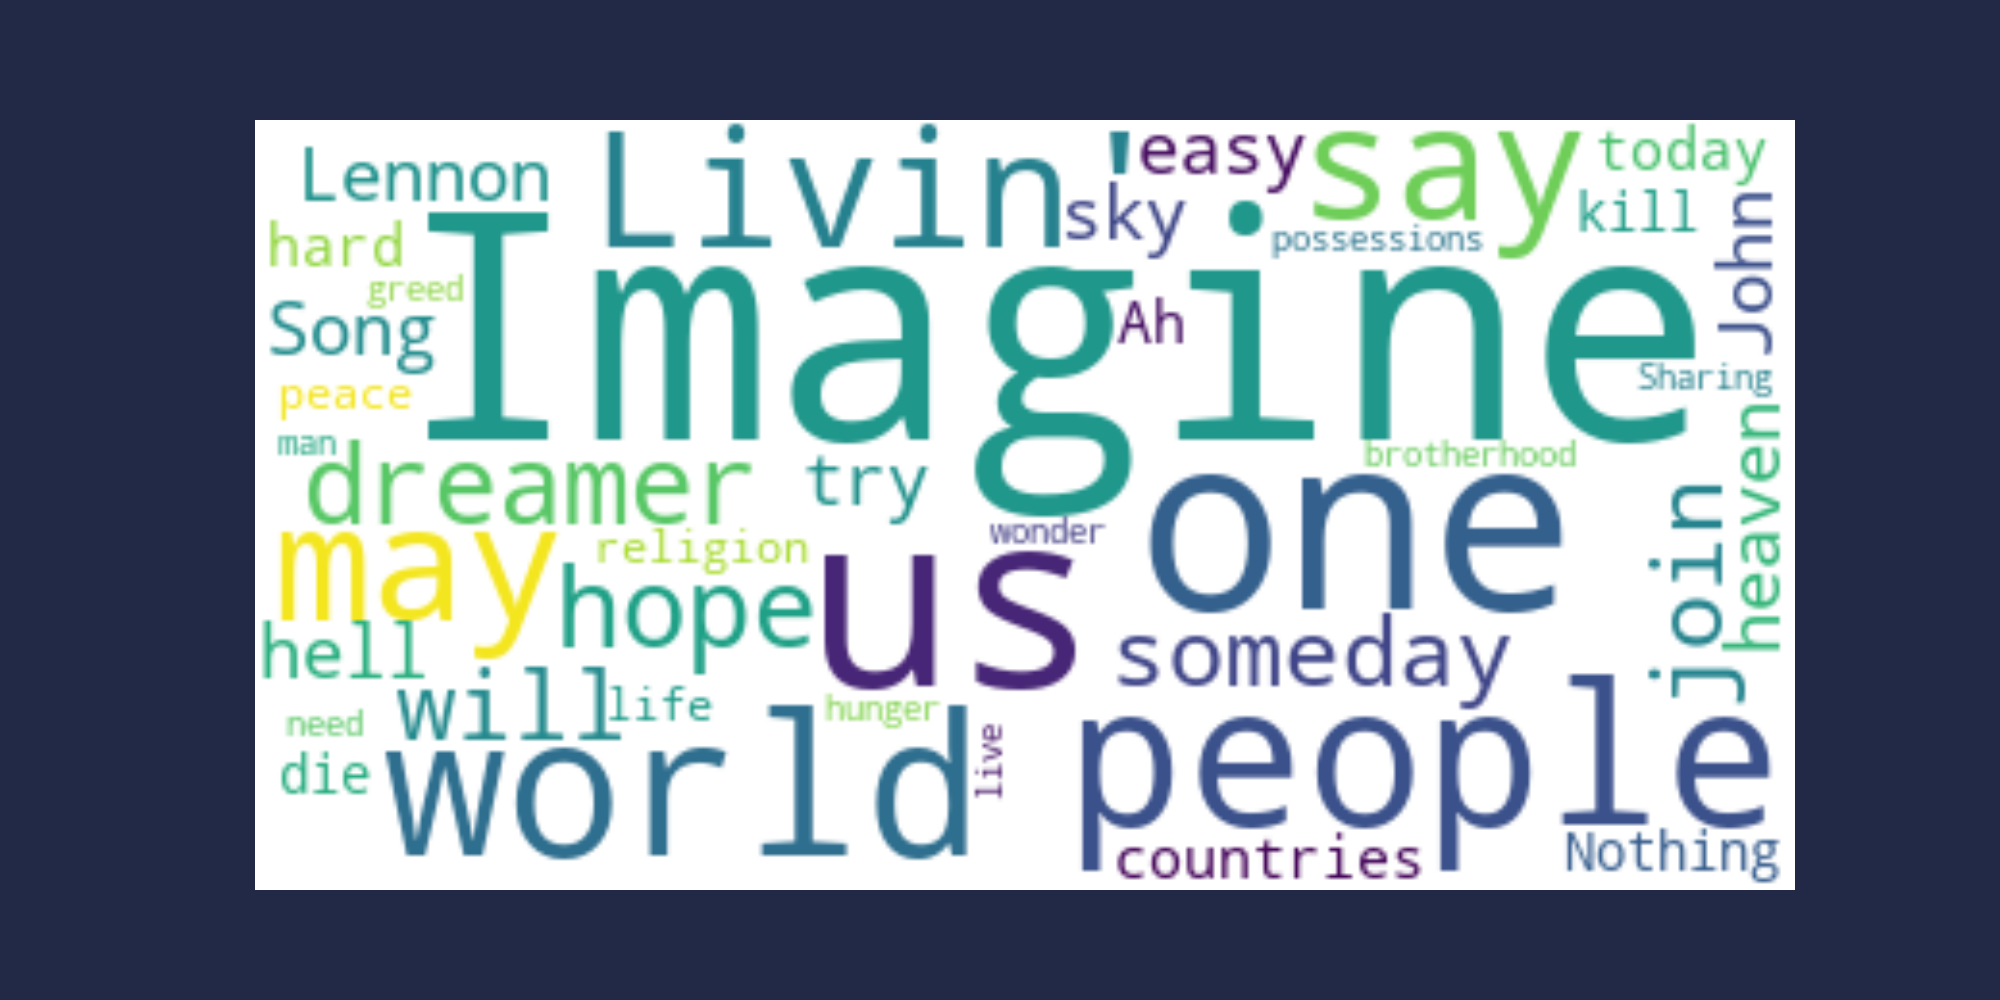 Lennon
Livin'
easy
say
today
hard
sky
possessions
kill
John
greed
Imagine
Song
Ah
Sharing
peace
man
dreamer
try
brotherhood
heaven
may
religion
wonder
one
join
hope
us
hell
someday
will
life
hunger
need
world
live
people
die
countries
Nothing